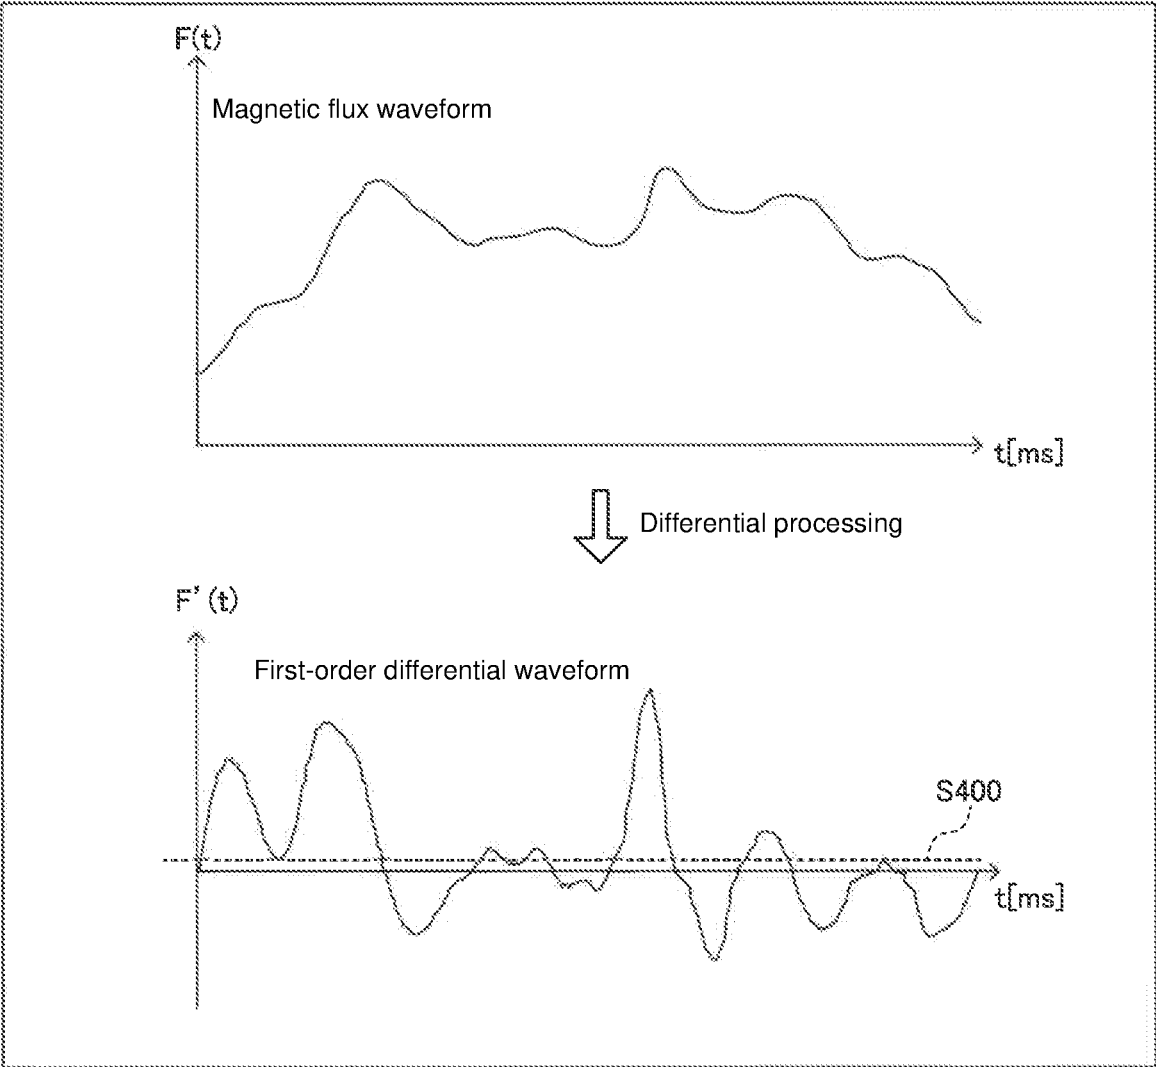 F(t)
Magnetic flux waveform
t[ms]
Differential processing
F'(t)
First-order differential waveform
S400
t[ms]